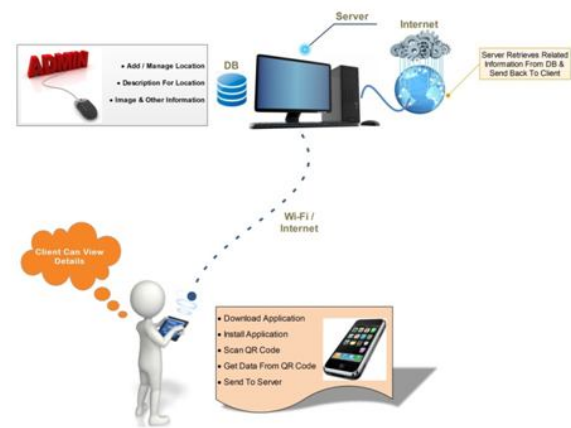 Server
Internet
ADMIN
• Add / Manage Location
• Description For Location
• Image & Other Information
DB
Server Retrieves Related
Information From DB &
Send Back To Client
Wi-Fi /
Internet
Client Can View
Details
• Download Application
• Install Application
• Scan QR Code
• Get Data From QR Code
• Send To Server